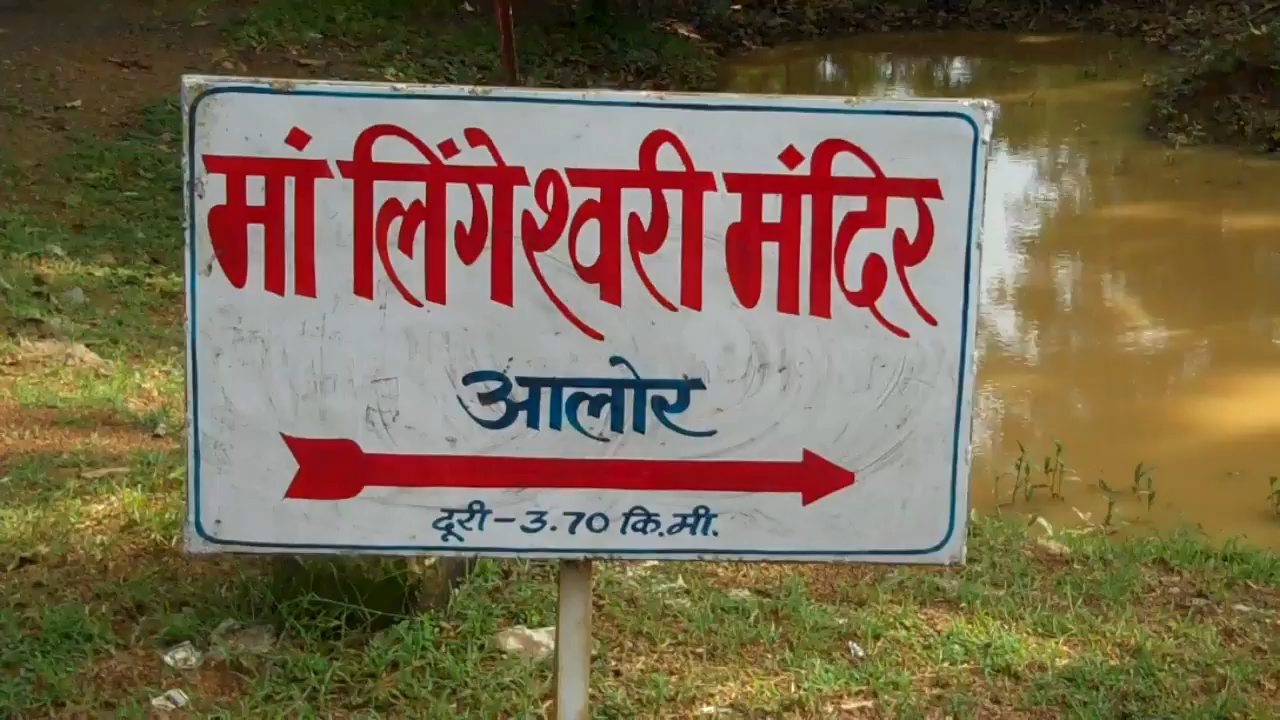 मां लिंगेश्वरी मंदिर
आलोर
दूरी - 3.70 कि.मी.